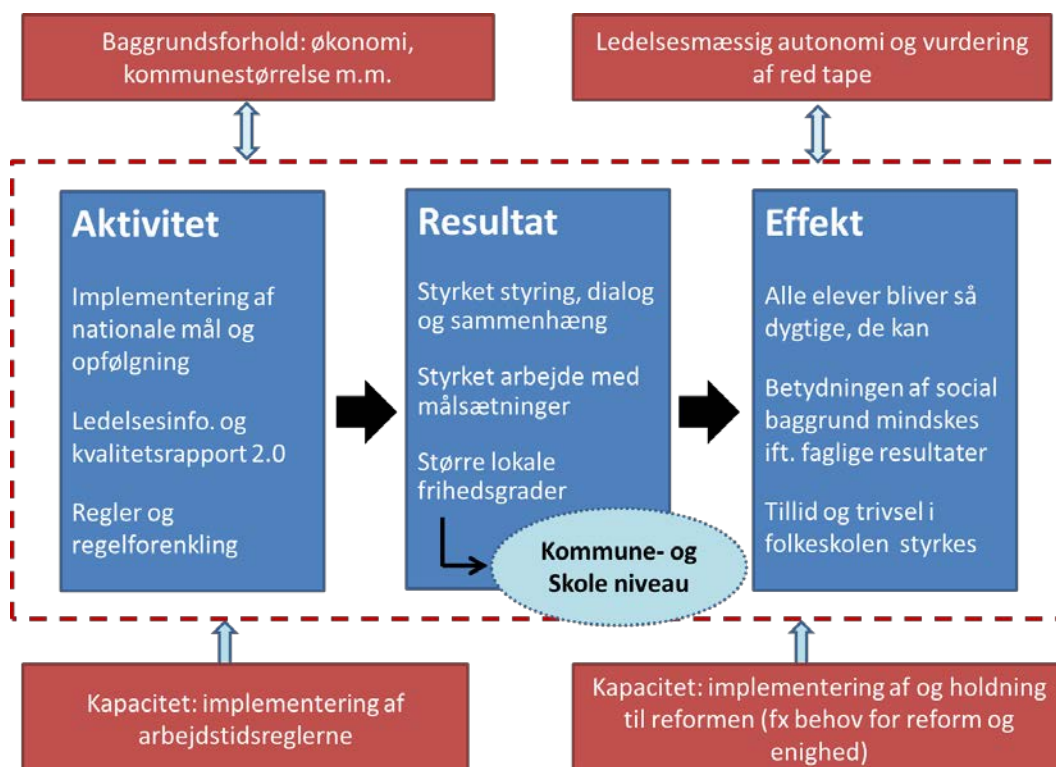 Baggrundsforhold: økonomi,
kommunestørrelse m.m.
Ledelsesmæssig autonomi og vurdering
af red tape
Aktivitet
Implementering af
nationale mål og
opfølgning
Ledelsesinfo. og
kvalitetsrapport 2.0
Regler og
regelforenkling
Resultat
Styrket styring, dialog
og sammenhæng
Styrket arbejde med
målsætninger
Større lokale
frihedsgrader
Kommune- og
Skole niveau
Effekt
Alle elever bliver så
dygtige, de kan
Betydningen af social
baggrund mindskes
ift. faglige resultater
Tillid og trivsel i
folkeskolen styrkes
Kapacitet: implementering af
arbejdstidsreglerne
Kapacitet: implementering af og holdning
til reformen (fx behov for reform og
enighed)